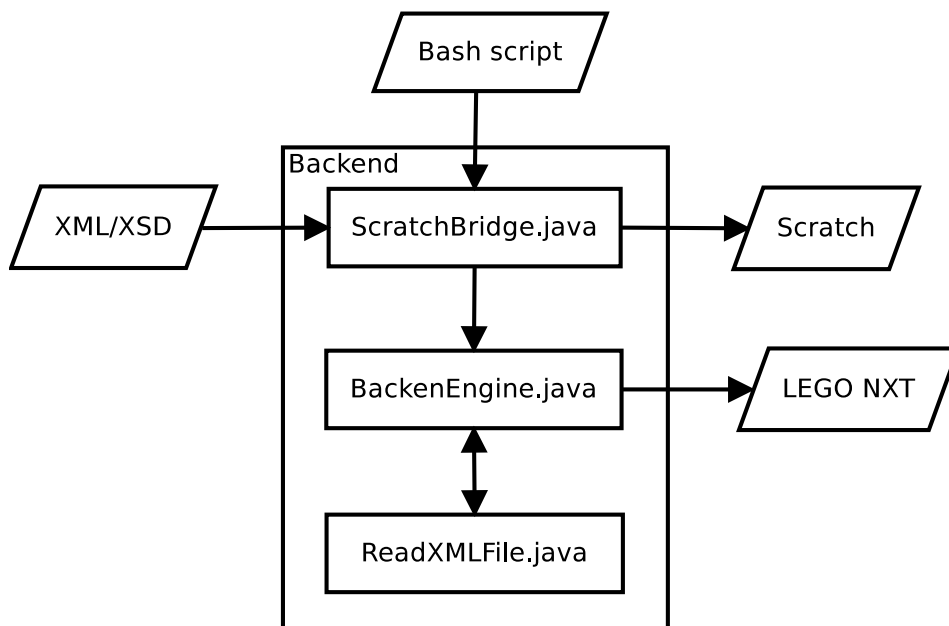 Bash script
Backend
XML/XSD
ScratchBridge.java
Scratch
BackenEngine.java
LEGO NXT
ReadXMLFile.java